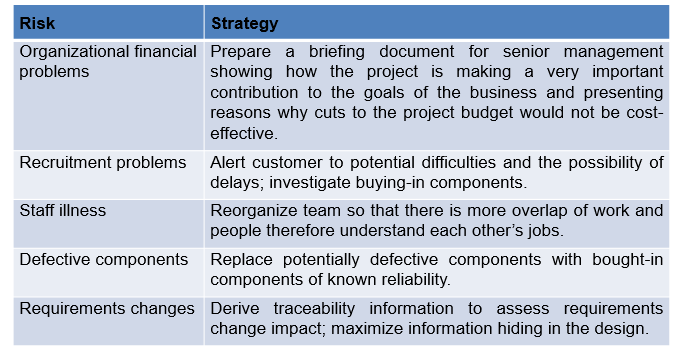 Risk Strategy
Organizational financial problems
Prepare a briefing document for senior management
showing how the project is making a very important
contribution to the goals of the business and presenting
reasons why cuts to the project budget would not be cost-
effective.
Recruitment problems
Alert customer to potential difficulties and the possibility of
delays; investigate buying-in components.
Staff illness
Reorganize team so that there is more overlap of work and
people therefore understand each other’s jobs.
Defective components
Replace potentially defective components with bought-in
components of known reliability.
Requirements changes
Derive traceability information to assess requirements
change impact; maximize information hiding in the design.